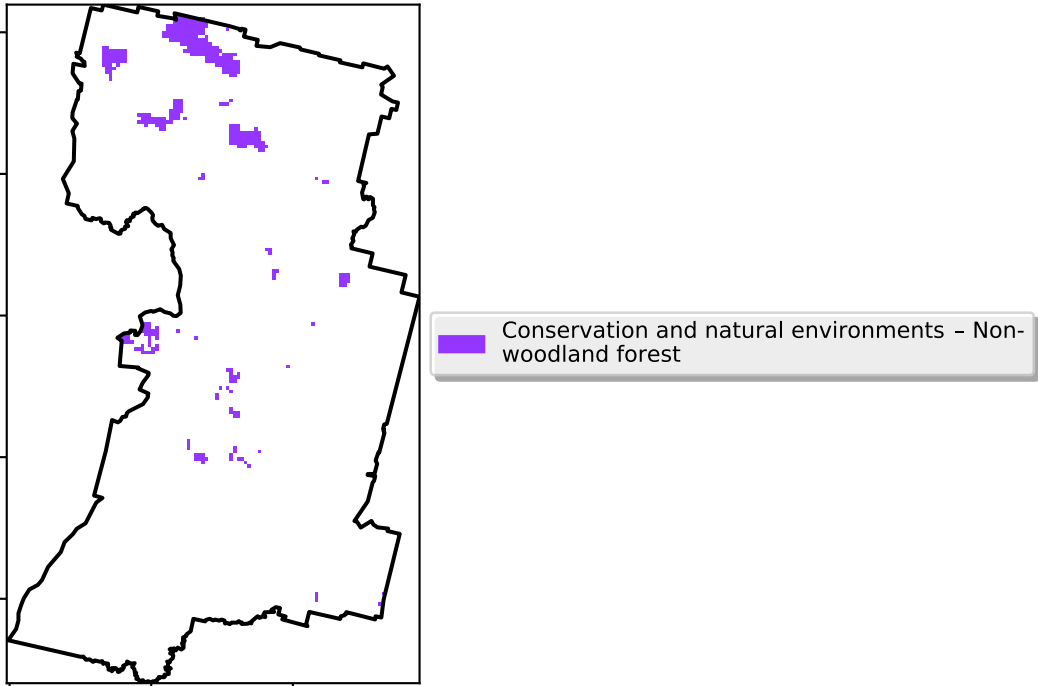 Conservation and natural environments – Non-
woodland forest